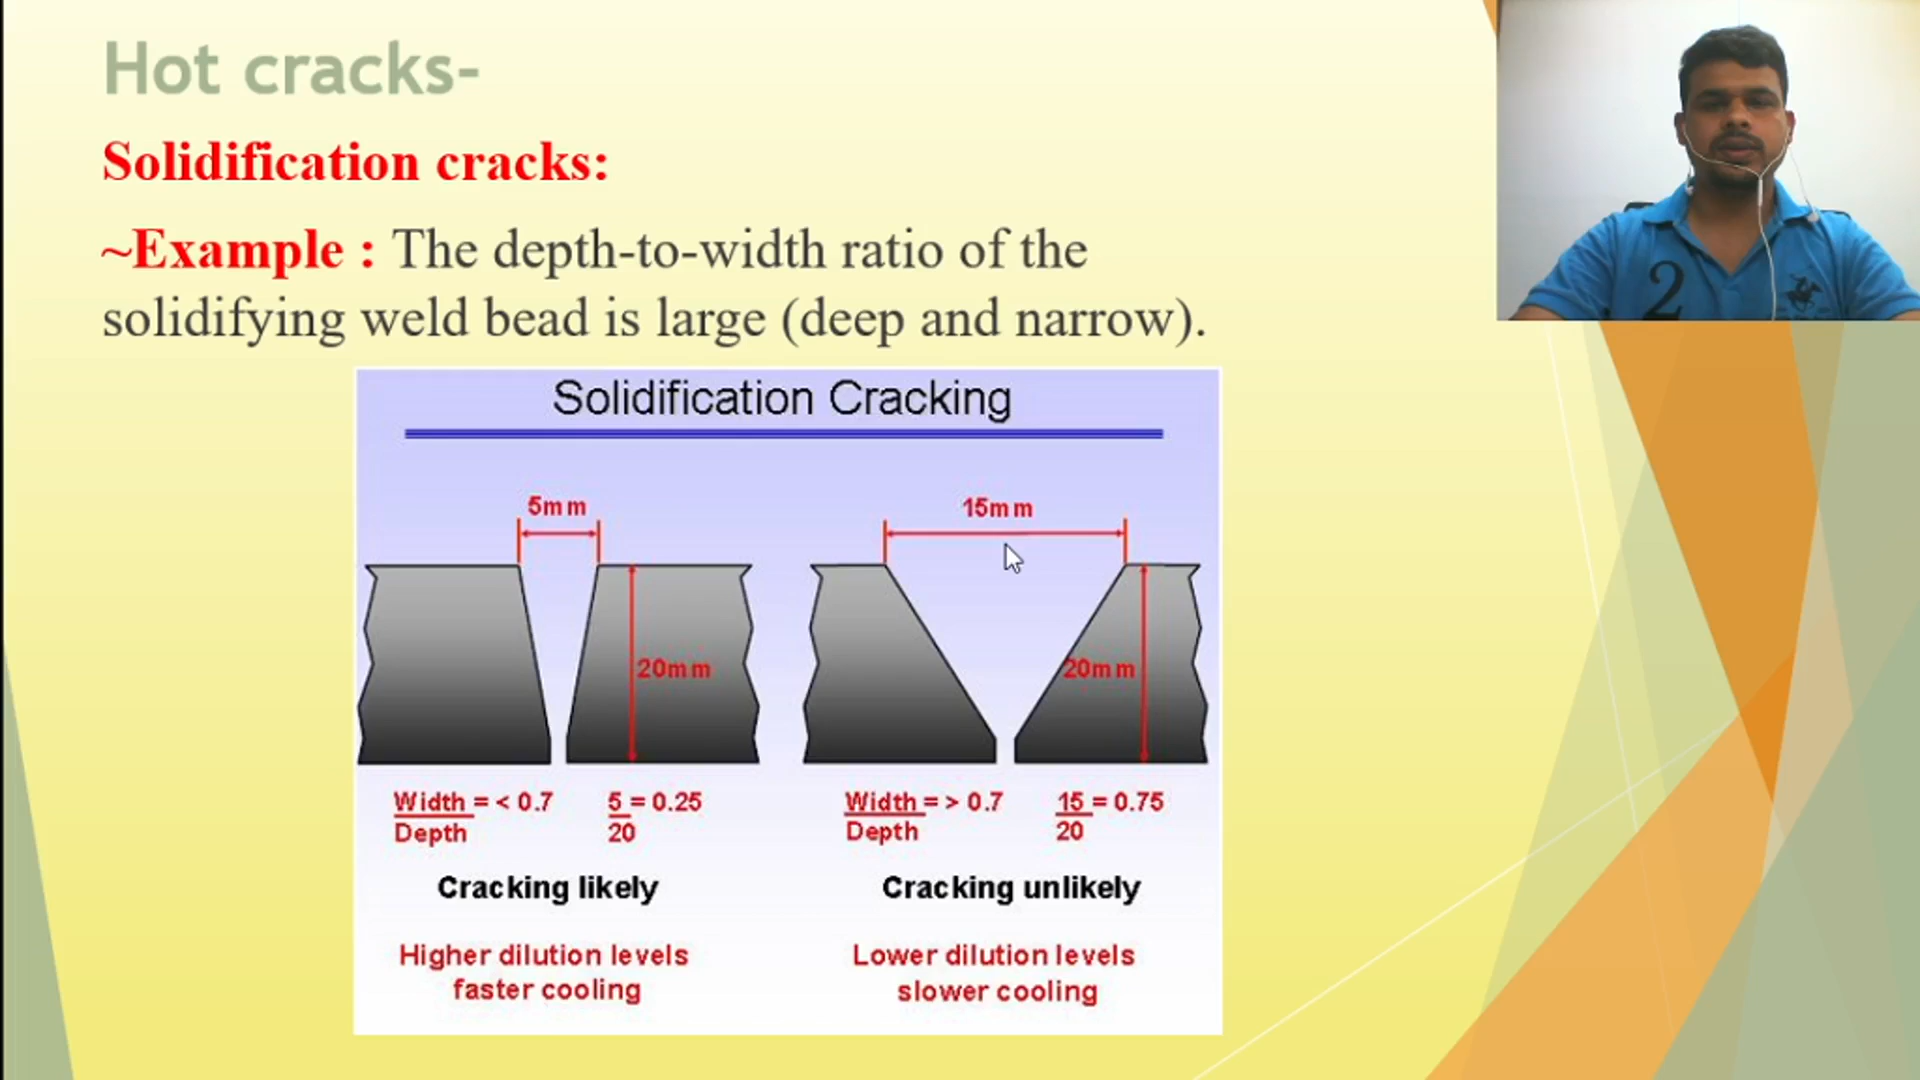 Hot cracks-
Solidification cracks:
~Example : The depth-to-width ratio of the
solidifying weld bead is large (deep and narrow).
Solidification Cracking
5mm
15mm
20mm
20mm
Width = < 0.7
Depth
5 = 0.25
20
Width = > 0.7
Depth
15 = 0.75
20
Cracking likely
Cracking unlikely
Higher dilution levels
faster cooling
Lower dilution levels
slower cooling
2